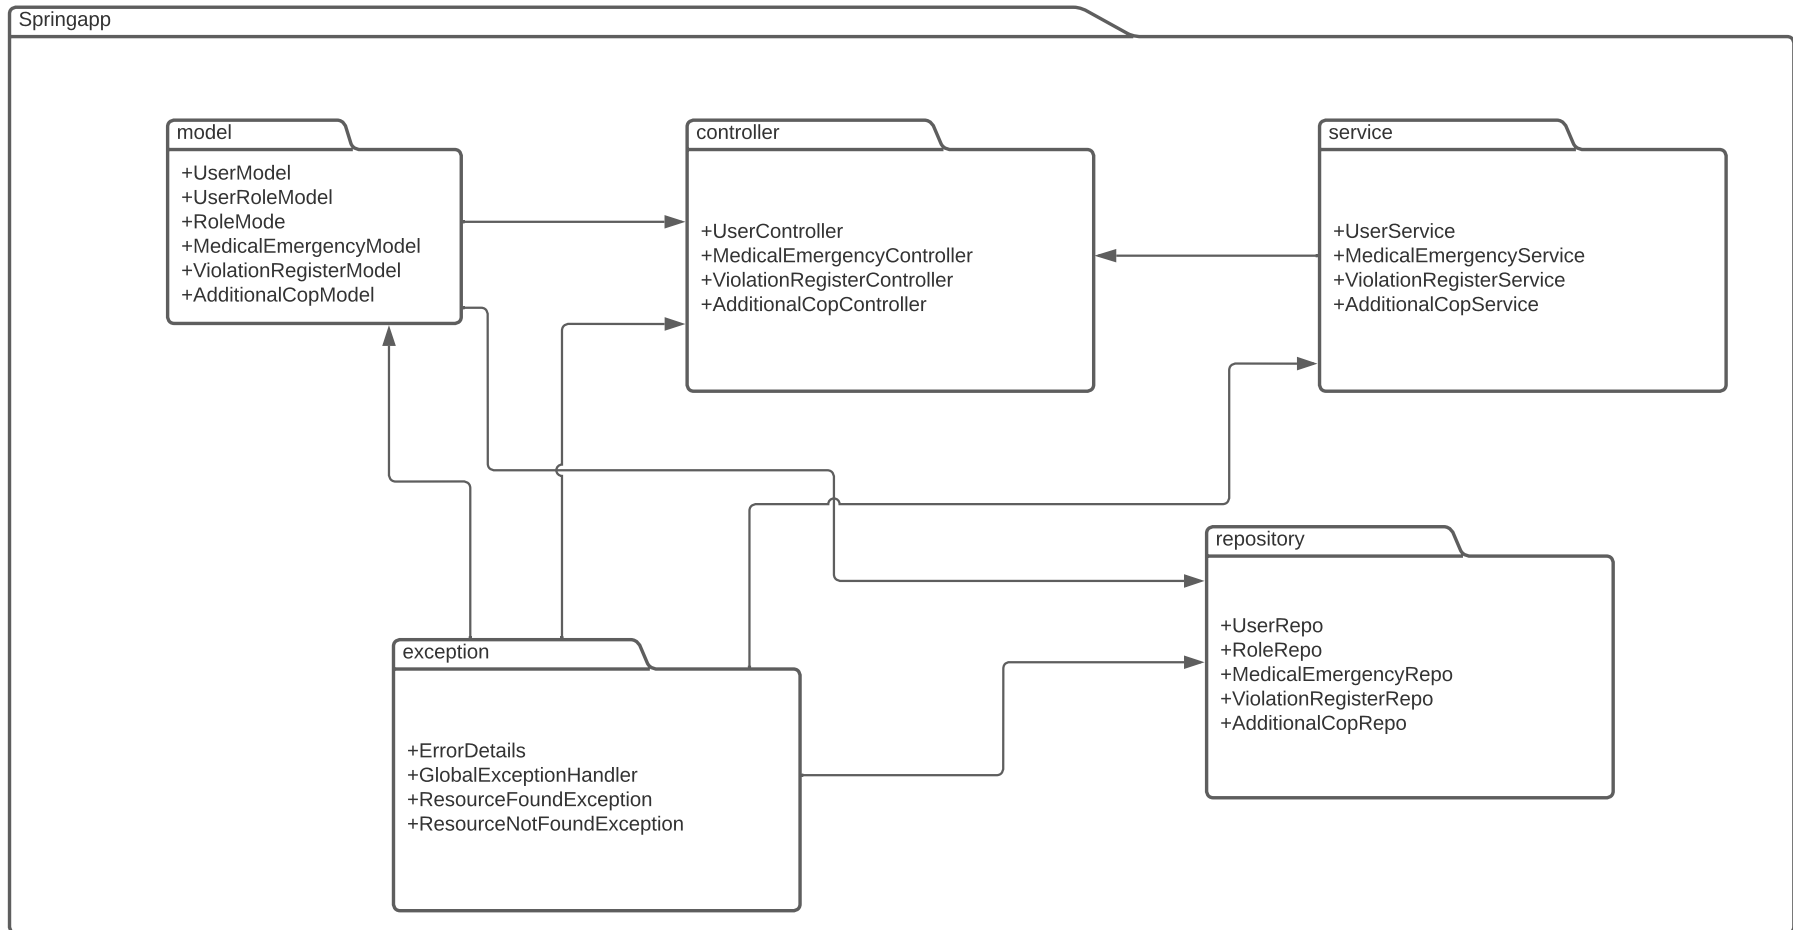 Springapp
model
+UserModel
+UserRoleModel
+RoleMode
+MedicalEmergencyModel
+ViolationRegisterModel
+AdditionalCopModel
controller
+UserController
+MedicalEmergencyController
+ViolationRegisterController
+AdditionalCopController
service
+UserService
+MedicalEmergencyService
+ViolationRegisterService
+AdditionalCopService
exception
+ErrorDetails
+GlobalExceptionHandler
+ResourceFoundException
+ResourceNotFoundException
repository
+UserRepo
+RoleRepo
+MedicalEmergencyRepo
+ViolationRegisterRepo
+AdditionalCopRepo